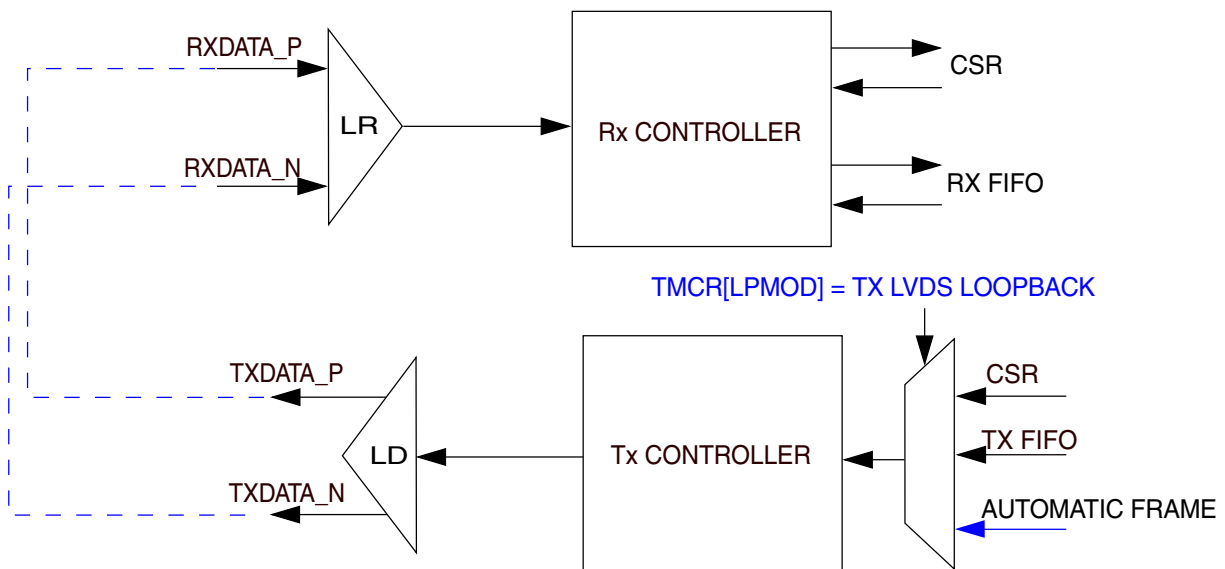 RXDATA_P
CSR
LR
Rx CONTROLLER
RXDATA_N
RX FIFO
TMCR[LPMOD] = TX LVDS LOOPBACK
TXDATA_P
CSR
TX FIFO
LD
Tx CONTROLLER
TXDATA_N
AUTOMATIC FRAME